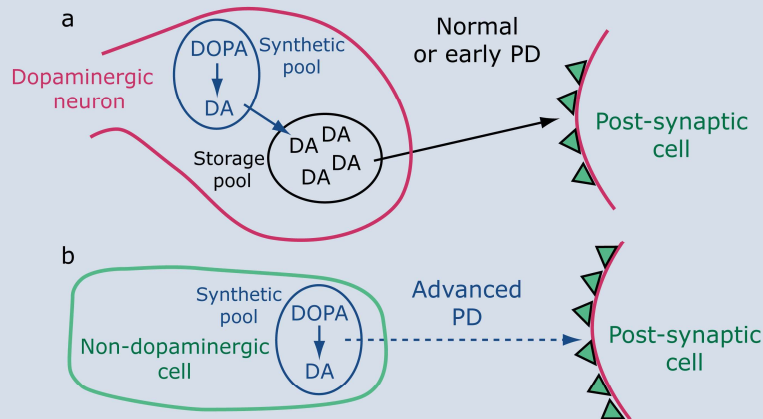 a
Normal
or early PD
DOPA
Synthetic
pool
Dopaminergic
neuron
DA
DA
DA
DA
DA
Storage
pool
Post-synaptic
cell
b
Synthetic
pool
DOPA
DA
Non-dopaminergic
cell
Advanced
PD
Post-synaptic
cell